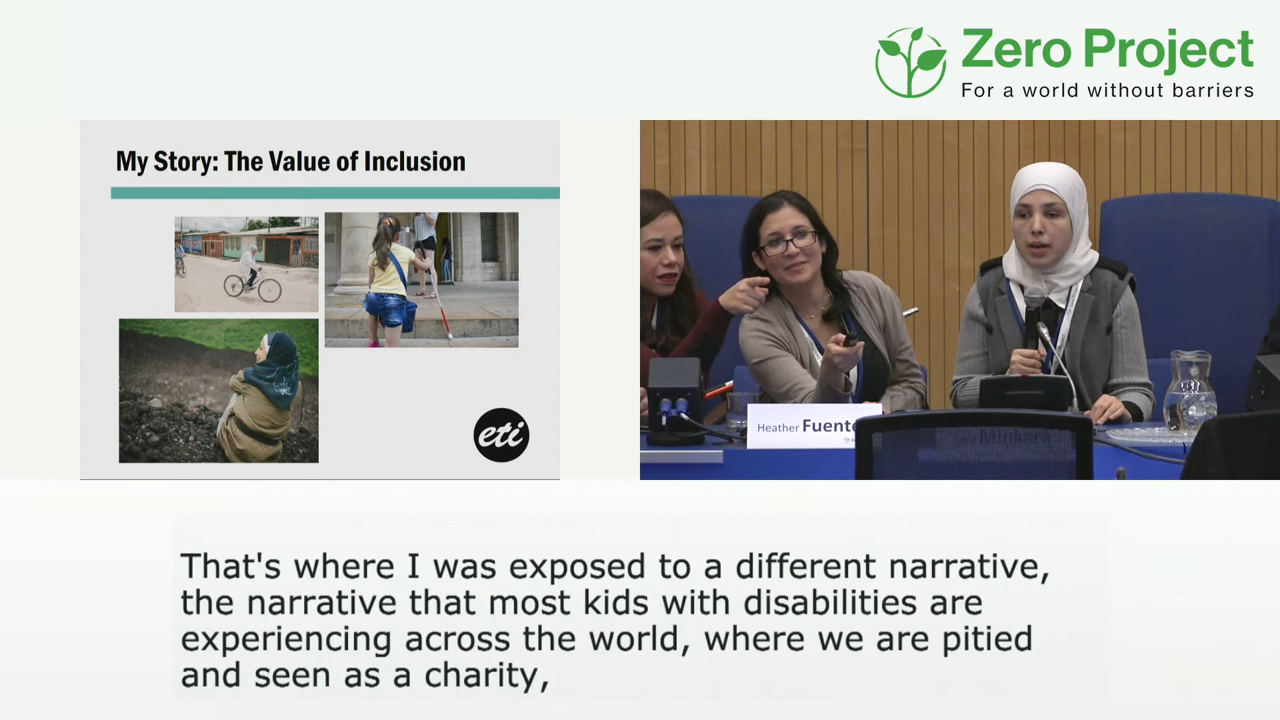 Zero Project
For a world without barriers
My Story: The Value of Inclusion
eti
Heather Fuente
Minkara
That's where I was exposed to a different narrative,
the narrative that most kids with disabilities are
experiencing across the world, where we are pitied
and seen as a charity,